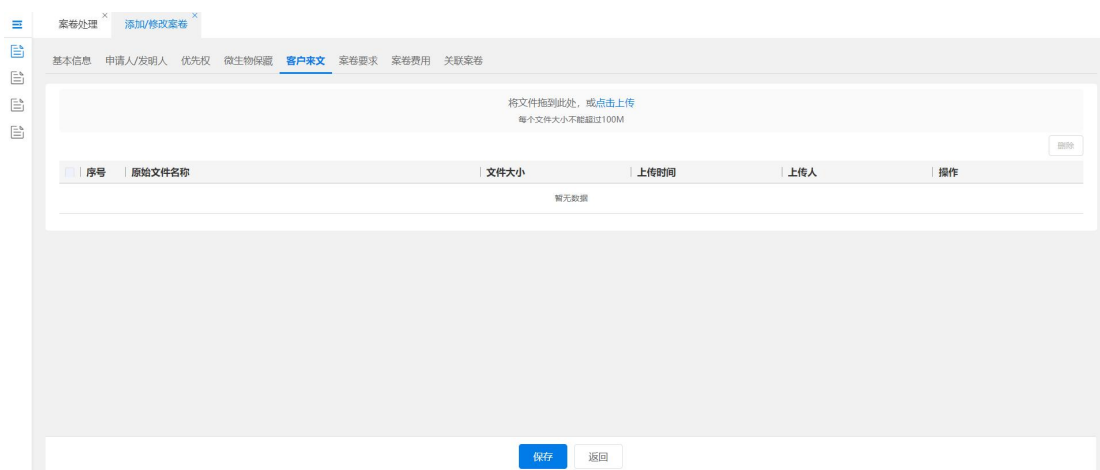 案卷处理 × 添加/修改案卷 ×
基本信息 申请人/发明人 优先权 微生物保藏 客户来文 案卷要求 案卷费用 关联案卷
将文件拖到此处，或点击上传
每个文件大小不能超过100M
删除
序号 原始文件名称 文件大小 上传时间 上传人 操作
暂无数据
保存 返回